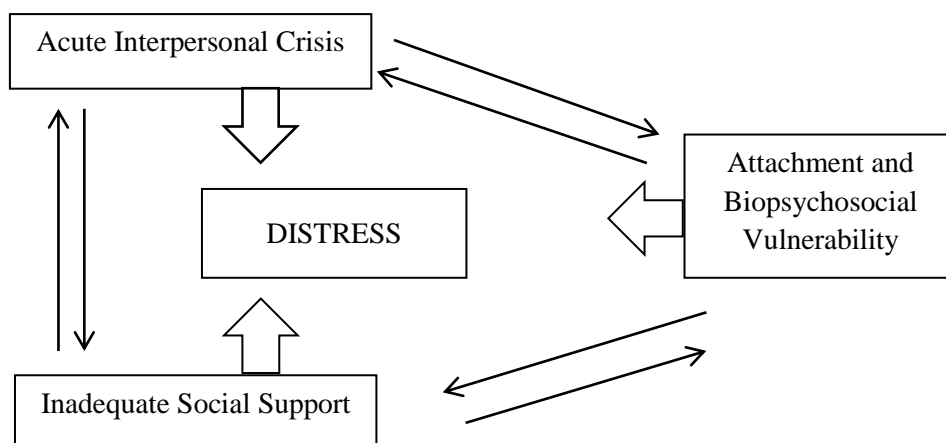 Acute Interpersonal Crisis
Attachment and
Biopsychosocial
Vulnerability
DISTRESS
Inadequate Social Support